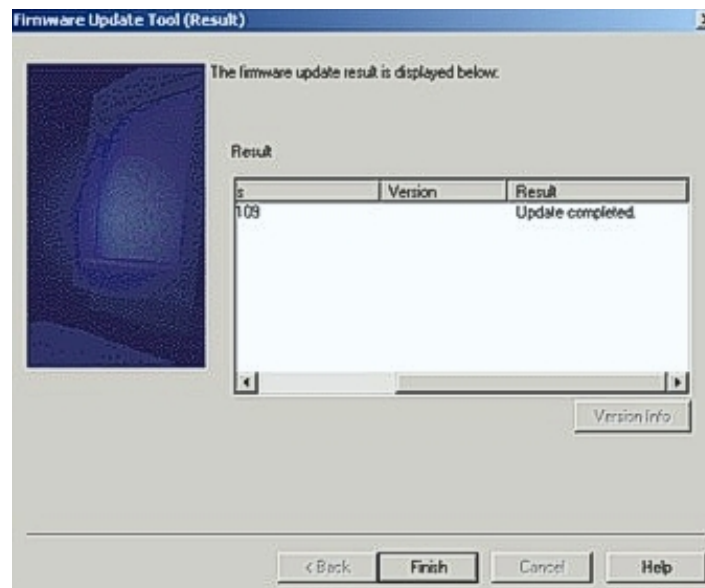 Firmware Update Tool (Result)
The firmware update result is displayed below:
Result
s Version Result
109 Update completed.
Version Info
< Back Finish Cancel Help